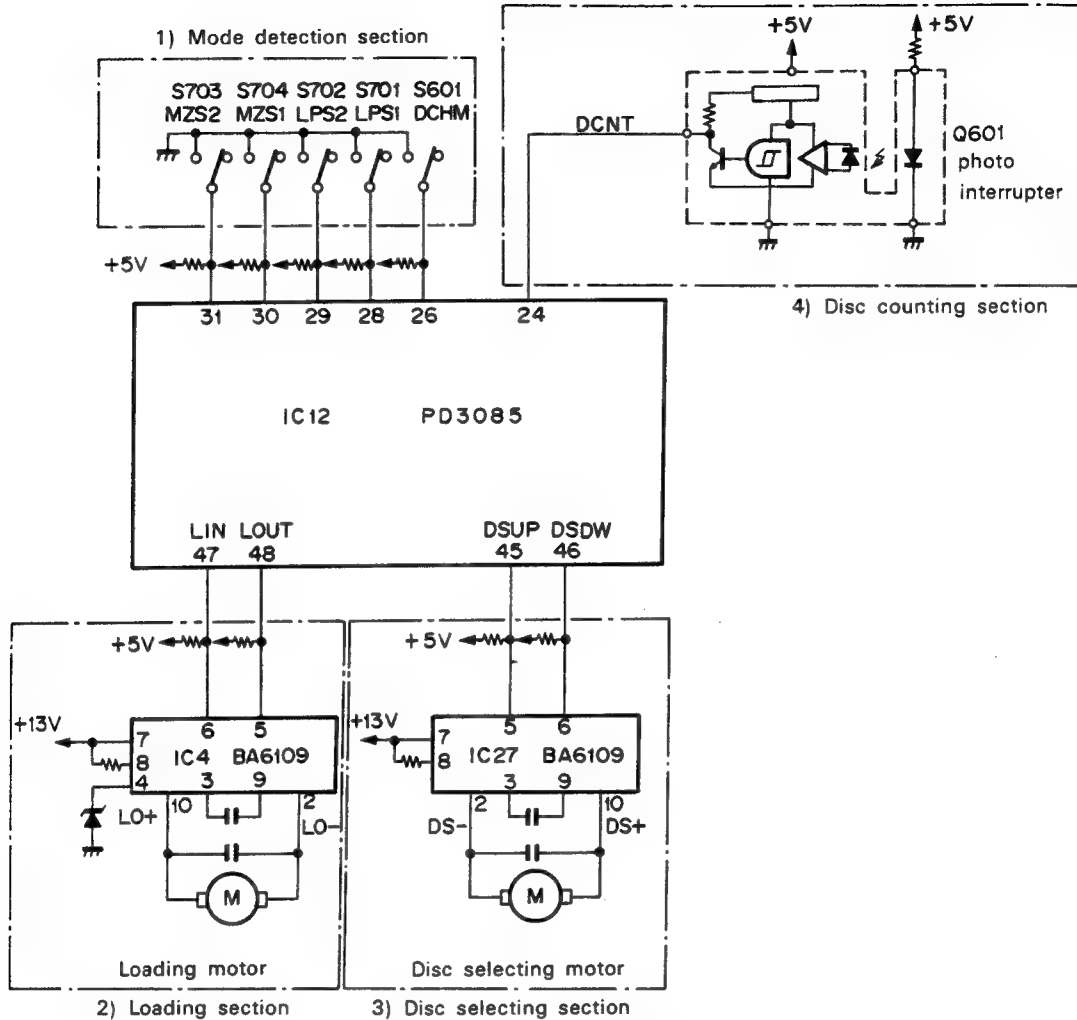 1) Mode detection section
S703 S704 S702 S701 S601
MZS2 MZS1 LPS2 LPS1 DCHM
+5V
31 30 29 28 26 24
+5V +5V
DCNT
Q601
photo
interrupter
4) Disc counting section
IC12 PD3085
LIN LOUT DSUP DSDW
47 48 45 46
+5V
+13V
6 5
7
8
4
IC4 BA6109
3 9
10 2
LO+ LO-
M
Loading motor
2) Loading section
+5V
+13V
5 6
7
8
IC27 BA6109
3 9
2 10
DS- DS+
M
Disc selecting motor
3) Disc selecting section